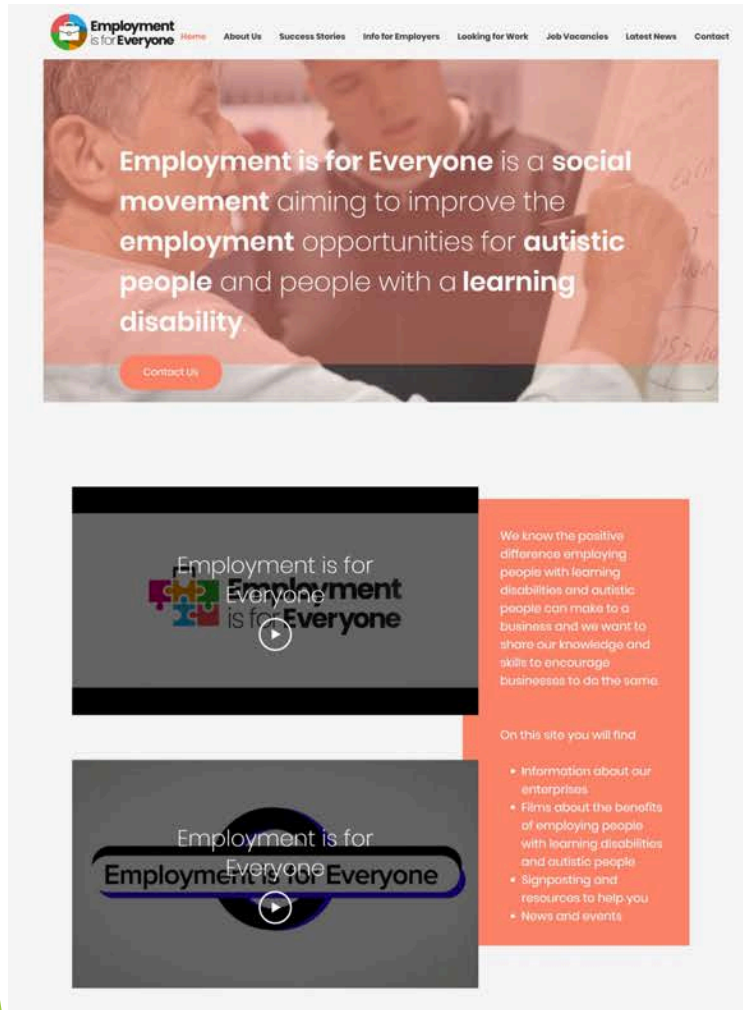 Employment
is for Everyone
Home About Us Success Stories Info for Employers Looking for Work Job Vacancies Latest News Contact
Employment is for Everyone is a social
movement aiming to improve the
employment opportunities for autistic
people and people with a learning
disability.
Contact Us
Employment is for
Everyone
Employment
is for Everyone
We know the positive
difference employing
people with learning
disabilities and autistic
people can make to a
business and we want to
share our knowledge and
skills to encourage
businesses to do the same.
On this site you will find
• Information about our
enterprises
• Films about the benefits
of employing people
with learning disabilities
and autistic people
• Signposting and
resources to help you
• News and events
Employment is for
Everyone
Employment is for Everyone